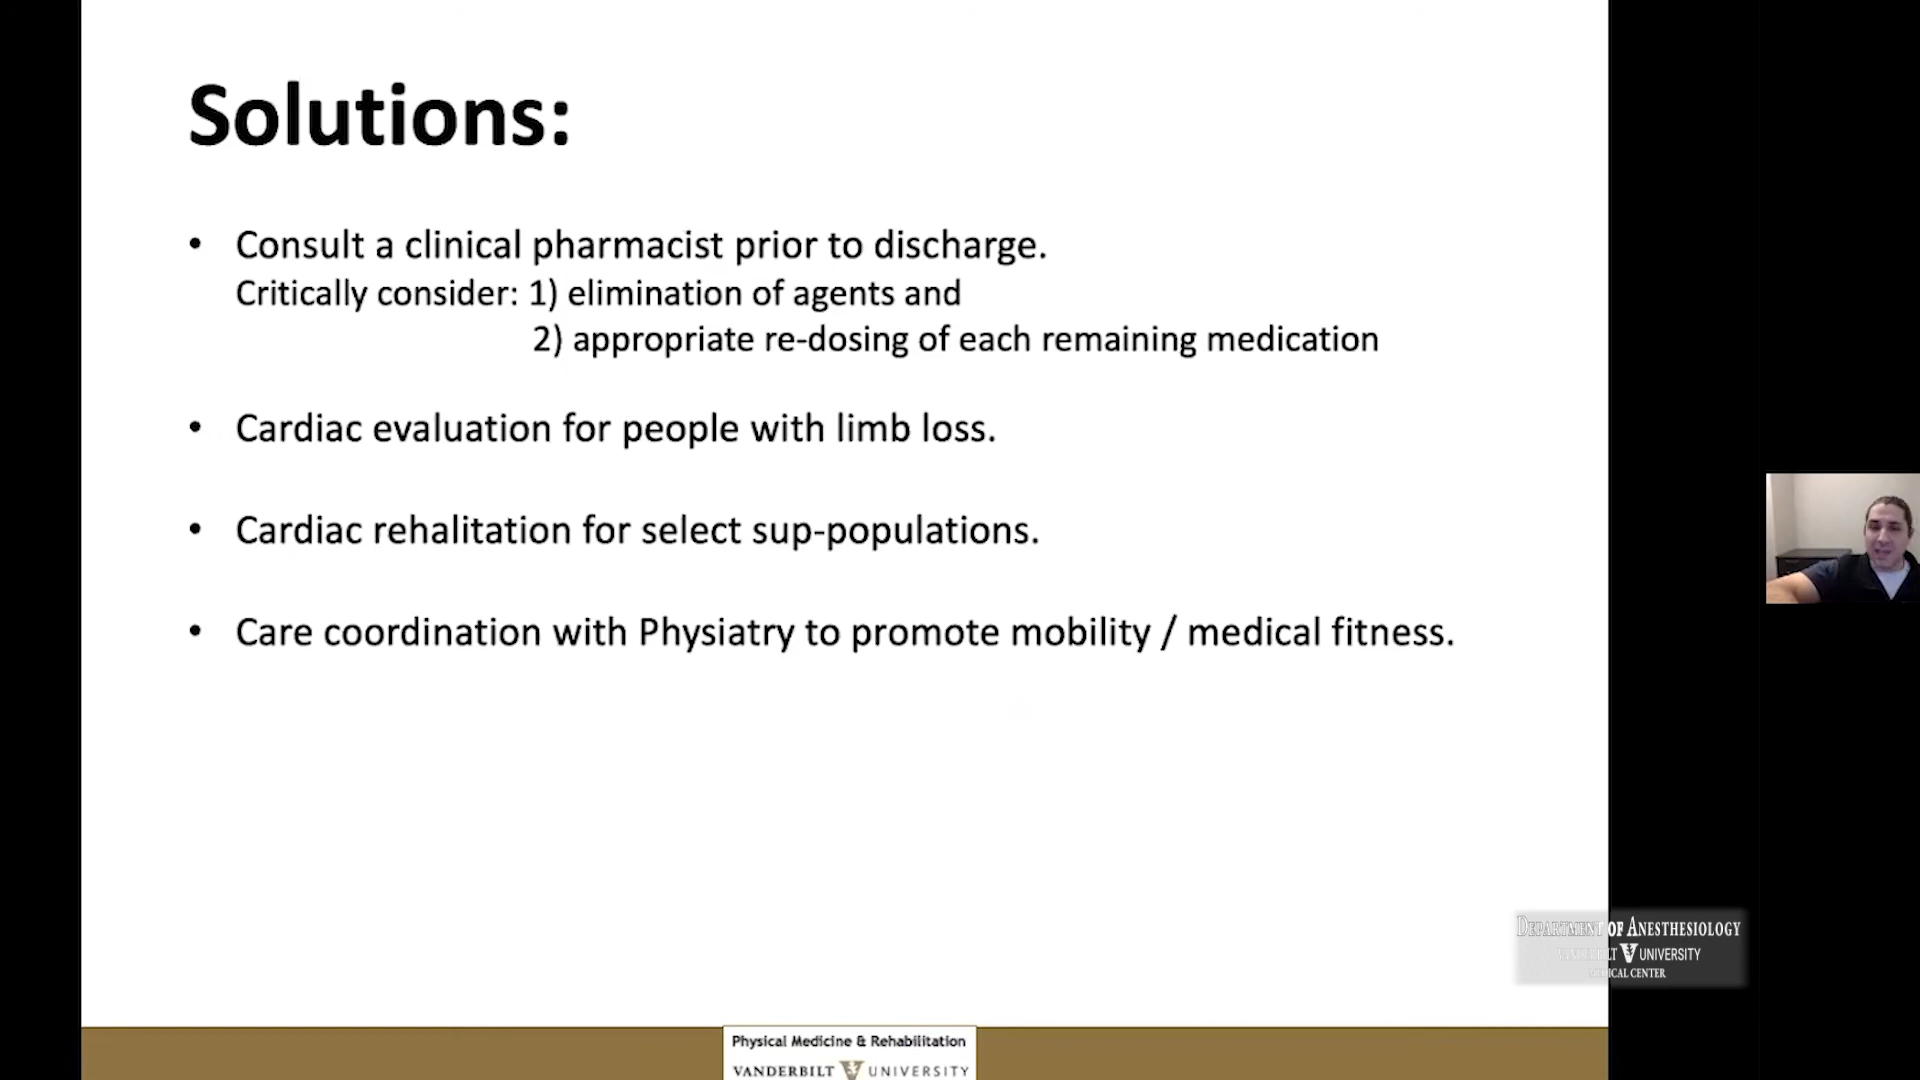 Solutions:
• Consult a clinical pharmacist prior to discharge.
Critically consider: 1) elimination of agents and
2) appropriate re-dosing of each remaining medication
• Cardiac evaluation for people with limb loss.
• Cardiac rehalitation for select sup-populations.
• Care coordination with Physiatry to promote mobility / medical fitness.
DEPARTMENT OF ANESTHESIOLOGY
VANDERBILT UNIVERSITY
MEDICAL CENTER
Physical Medicine & Rehabilitation
VANDERBILT UNIVERSITY